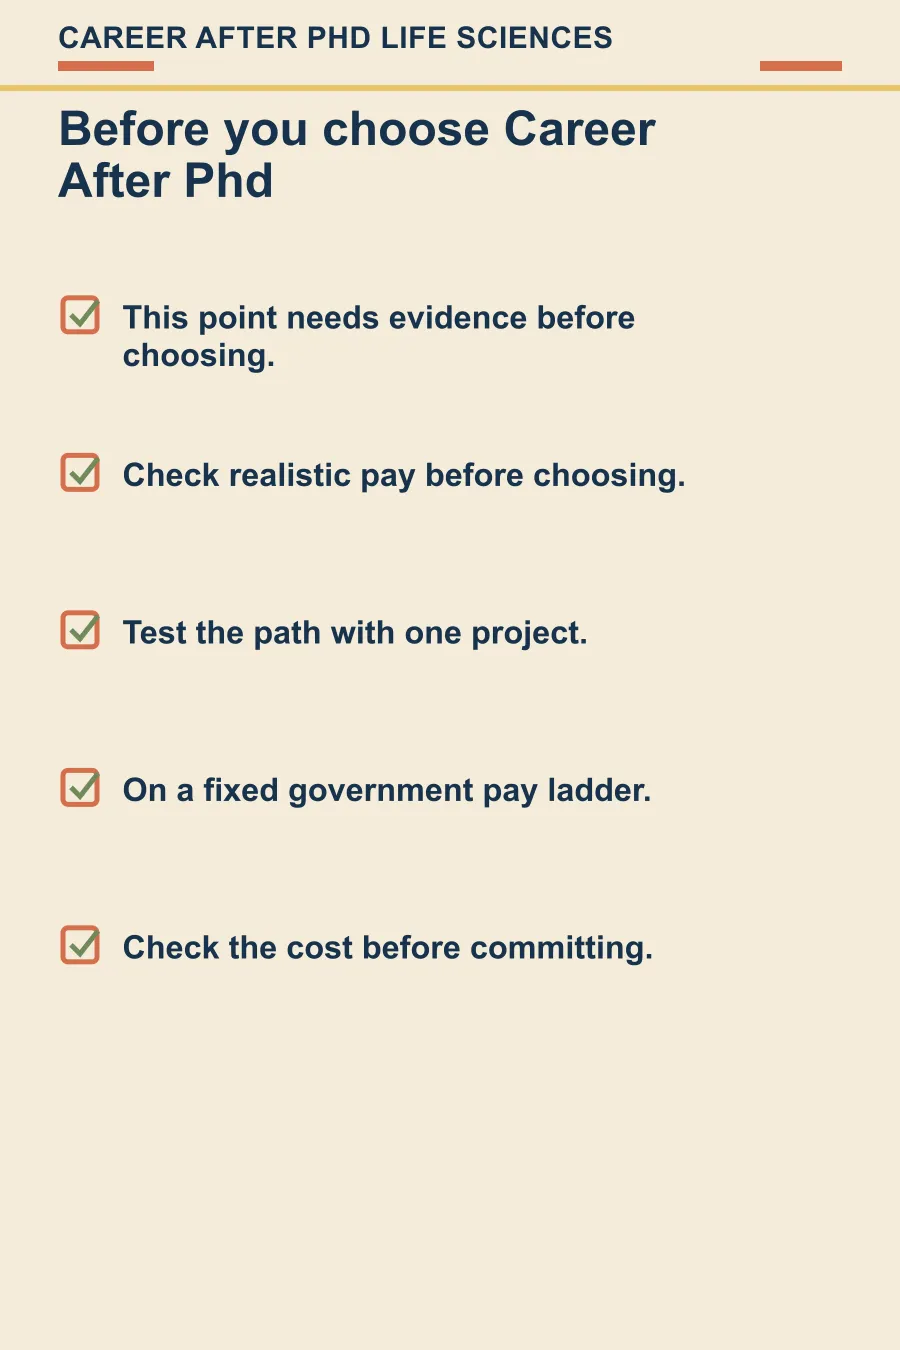 CAREER AFTER PHD LIFE SCIENCES
Before you choose Career
After Phd
This point needs evidence before
choosing.
Check realistic pay before choosing.
Test the path with one project.
On a fixed government pay ladder.
Check the cost before committing.